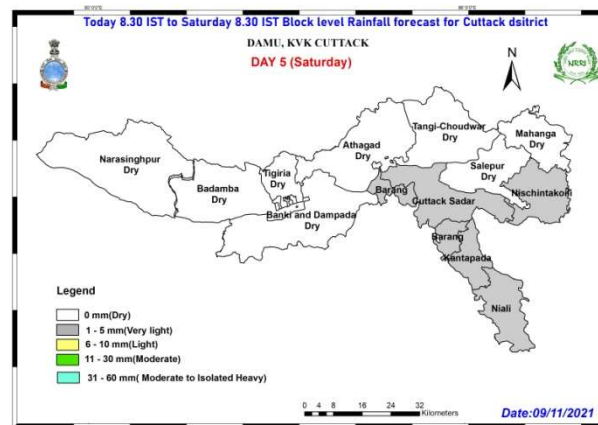 Today 8.30 IST to Saturday 8.30 IST Block level Rainfall forecast for Cuttack dsitrict
DAMU, KVK CUTTACK
DAY 5 (Saturday)
N
NRRI
Narasinghpur
Dry
Badamba
Dry
Tigiria
Dry
Athagad
Dry
Tangi-Choudwar
Dry
Mahanga
Dry
Salepur
Dry
Nischintakoili
Barang
Cuttack Sadar
Banki and Dampada
Dry
Barang
Kantapada
Niali
Legend
0 mm(Dry)
1 - 5 mm(Very light)
6 - 10 mm(Light)
11 - 30 mm(Moderate)
31 - 60 mm( Moderate to Isolated Heavy)
0 4 8 16 24 32
Kilometers
Date:09/11/2021